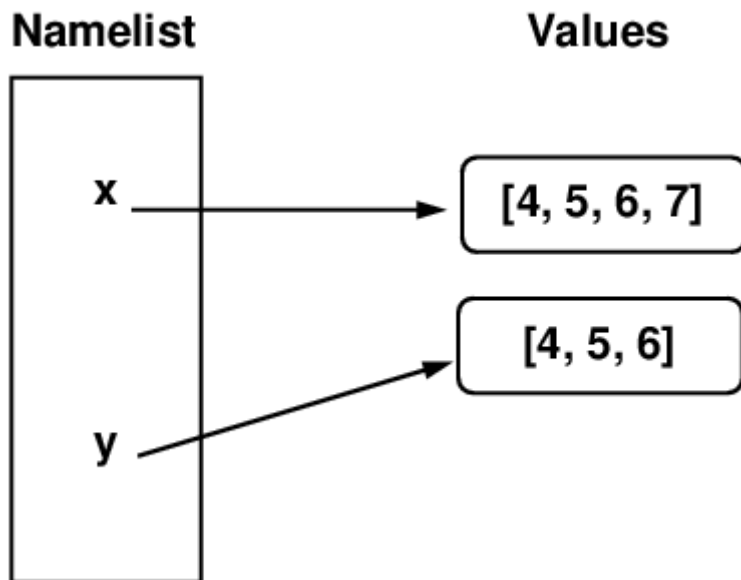 Namelist Values
x [4, 5, 6, 7]
[4, 5, 6]
y